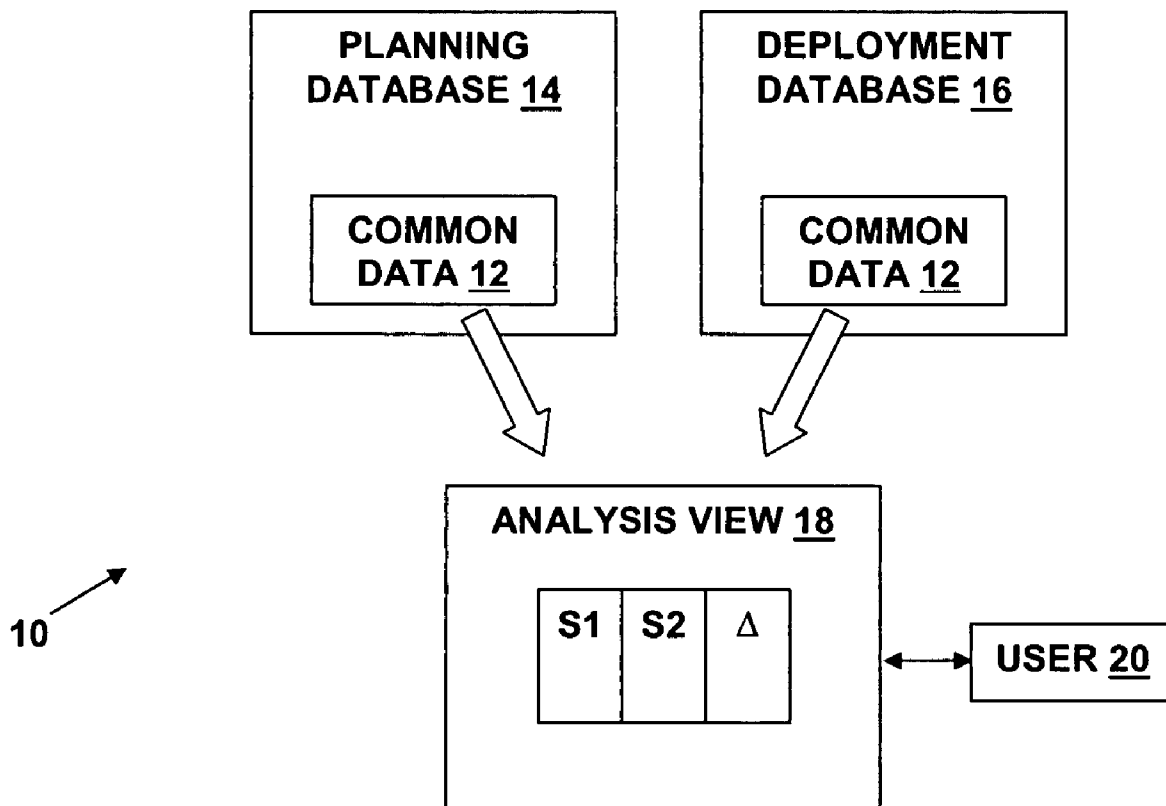 PLANNING
DATABASE 14
COMMON
DATA 12
DEPLOYMENT
DATABASE 16
COMMON
DATA 12
ANALYSIS VIEW 18
S1 S2 Δ
10
USER 20